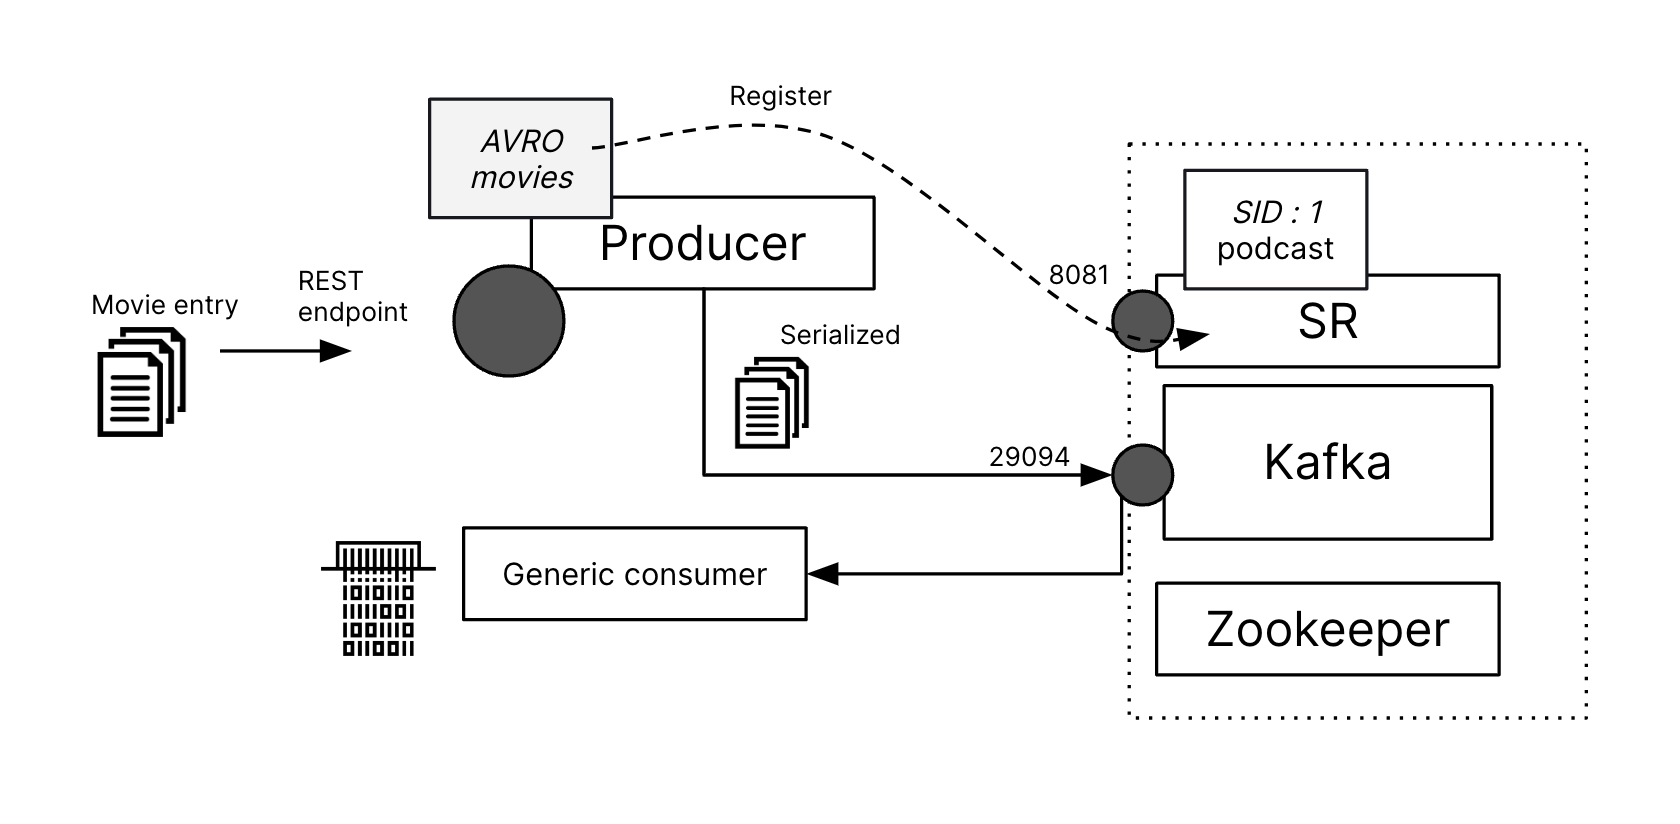 Register
AVRO
movies
Producer
SID : 1
podcast
8081
SR
REST
endpoint
Movie entry
Serialized
29094
Kafka
Generic consumer
Zookeeper